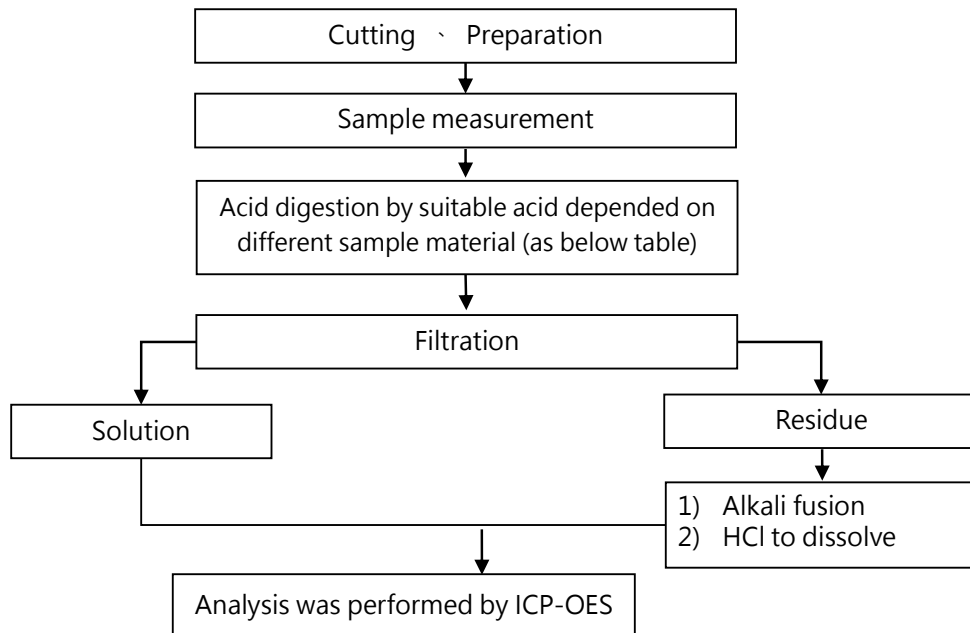 Cutting 、 Preparation
Sample measurement
Acid digestion by suitable acid depended on
different sample material (as below table)
Filtration
Solution
Residue
1) Alkali fusion
2) HCl to dissolve
Analysis was performed by ICP-OES